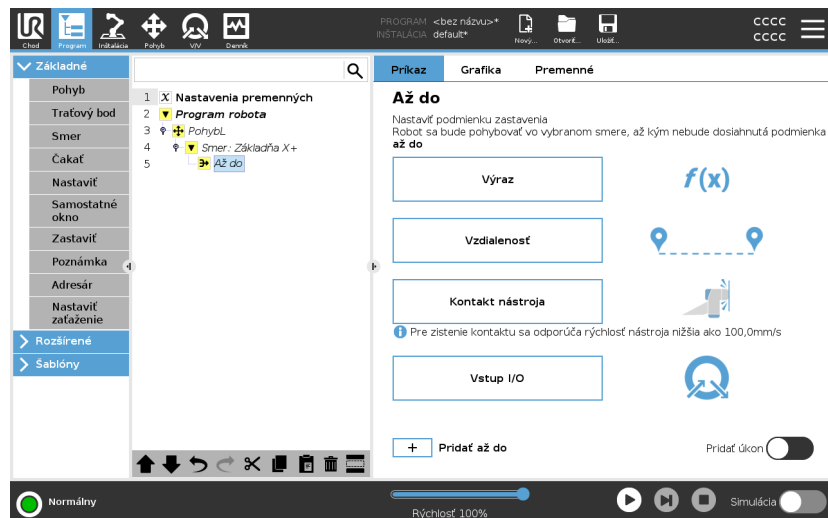 PROGRAM <bez názvu>*
INŠTALÁCIA default*
cccc
cccc
Chod
Program
Inštalácia
Pohyb
V/V
Denník
Nový...
Otvoriť...
Uložiť...
Základné
Pohyb
Traťový bod
Smer
Čakať
Nastaviť
Samostatné
okno
Zastaviť
Poznámka
Adresár
Nastaviť
zaťaženie
Rozšírené
Šablóny
1 X Nastavenia premenných
2 Program robota
3 PohybL
4 Smer: Základňa X+
5 Až do
Príkaz Grafika Premenné
Až do
Nastaviť podmienku zastavenia
Robot sa bude pohybovať vo vybranom smere, až kým nebude dosiahnutá podmienka
až do
Výraz f(x)
Vzdialenosť
Kontakt nástroja
Pre zistenie kontaktu sa odporúča rýchlosť nástroja nižšia ako 100,0mm/s
Vstup I/O
+ Pridať až do
Pridať úkon
Normálny
Rýchlosť 100%
Simulácia